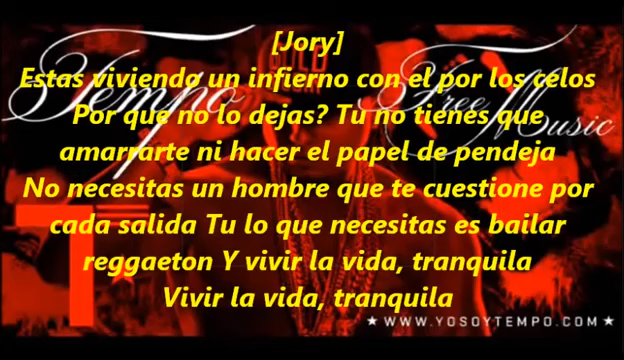 [Jory]
Estas viviendo un infierno con el por los celos
Por que no lo dejas? Tu no tienes que
amarrarte ni hacer el papel de pendeja
No necesitas un hombre que te cuestione por
cada salida Tu lo que necesitas es bailar
reggaeton Y vivir la vida, tranquila
Vivir la vida, tranquila
Tempo
Free Music
T
★ WWW.YOSOYTEMPO.COM ★